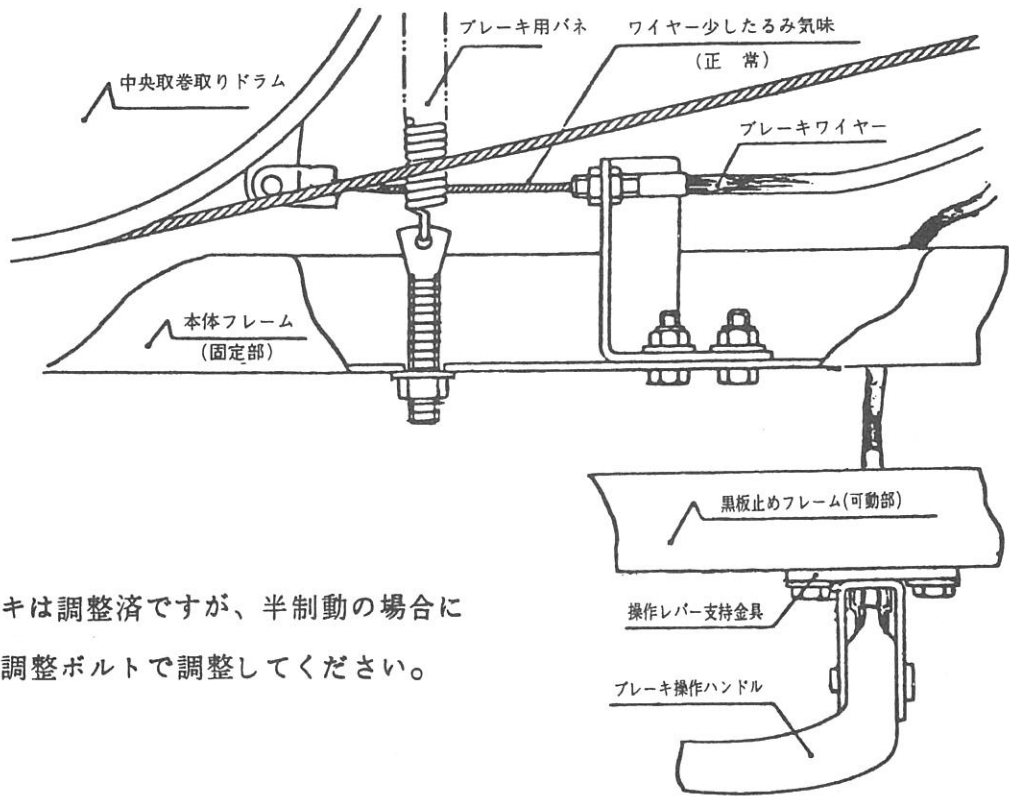 ブレーキ用バネ
ワイヤー少したるみ気味
(正 常)
中央取巻取りドラム
ブレーキワイヤー
本体フレーム
(固定部)
黒板止めフレーム(可動部)
キは調整済ですが、半制動の場合に
操作レバー支持金具
調整ボルトで調整してください。
ブレーキ操作ハンドル